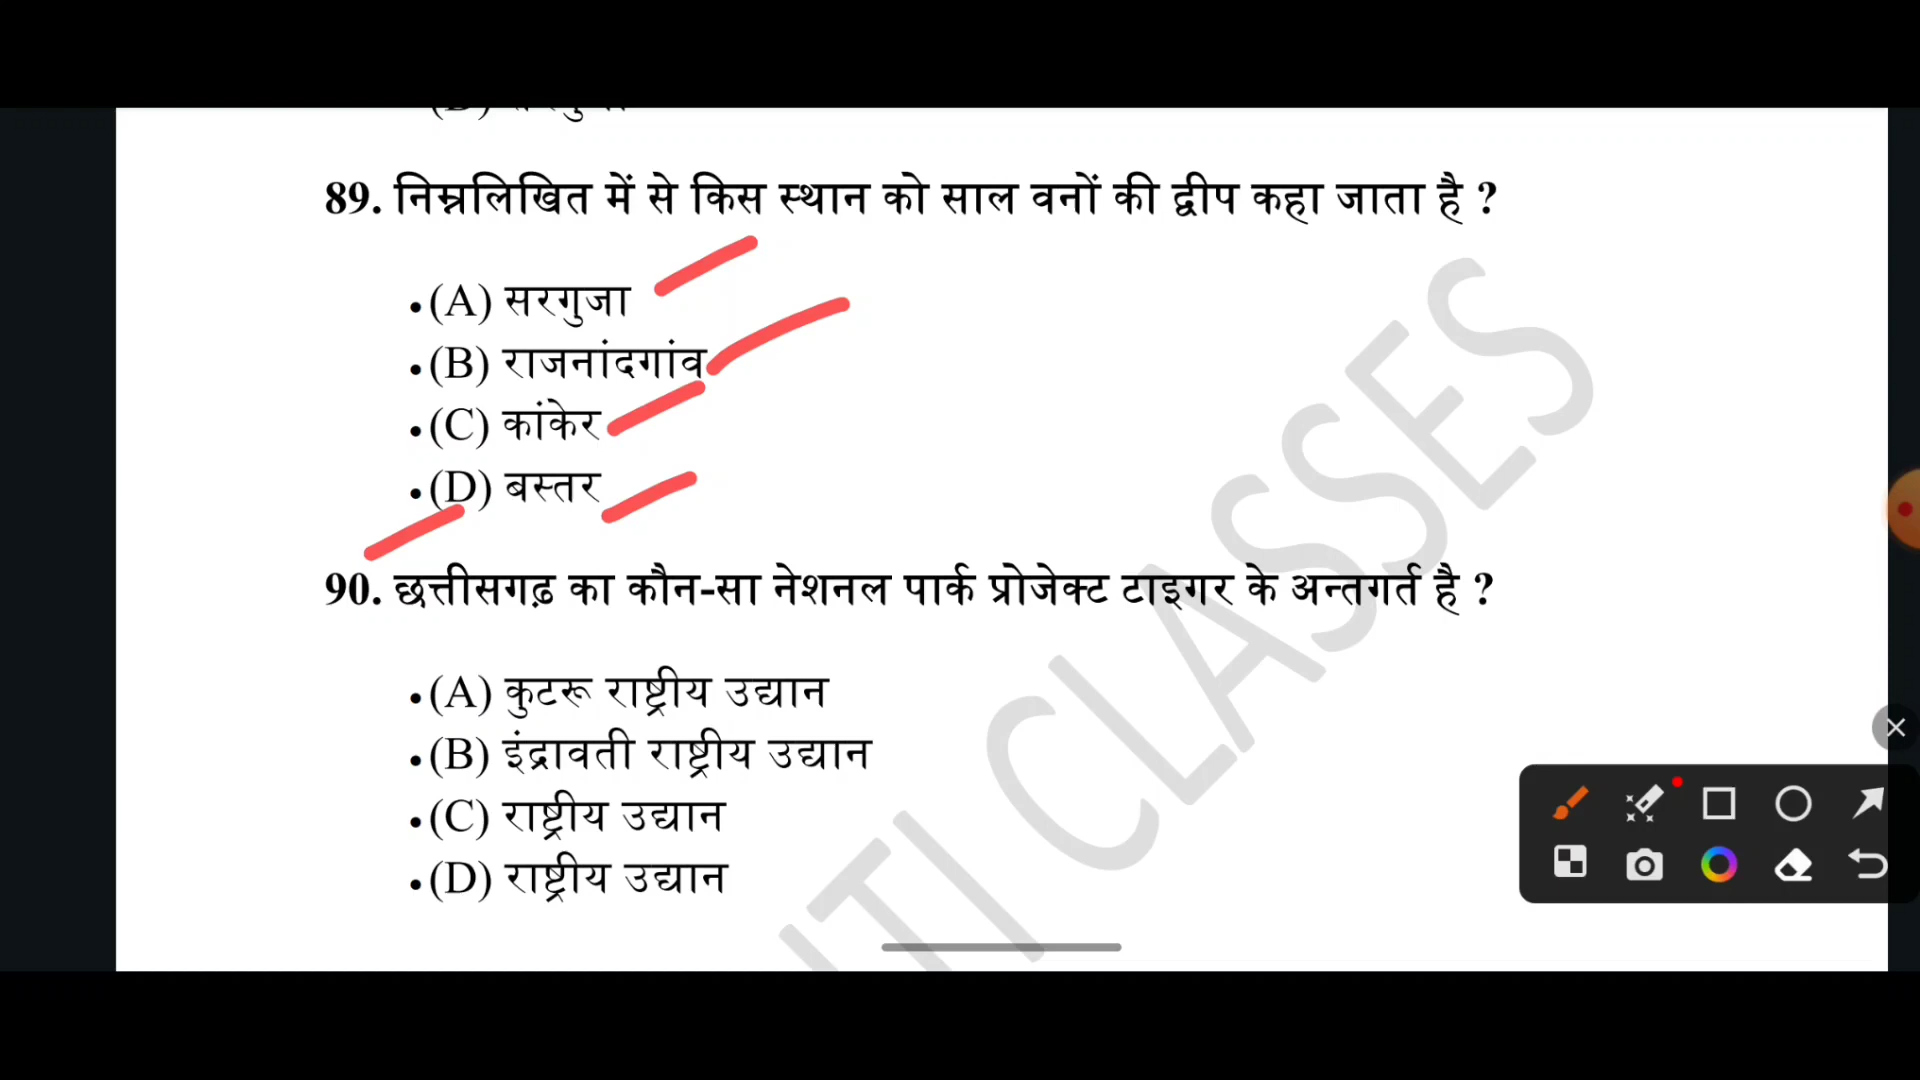 89. निम्नलिखित में से किस स्थान को साल वनों की द्वीप कहा जाता है ?
• (A) सरगुजा
• (B) राजनांदगांव
• (C) कांकेर
• (D) बस्तर
90. छत्तीसगढ़ का कौन-सा नेशनल पार्क प्रोजेक्ट टाइगर के अन्तगर्त है ?
• (A) कुटरू राष्ट्रीय उद्यान
• (B) इंद्रावती राष्ट्रीय उद्यान
• (C) राष्ट्रीय उद्यान
• (D) राष्ट्रीय उद्यान
CLASSES